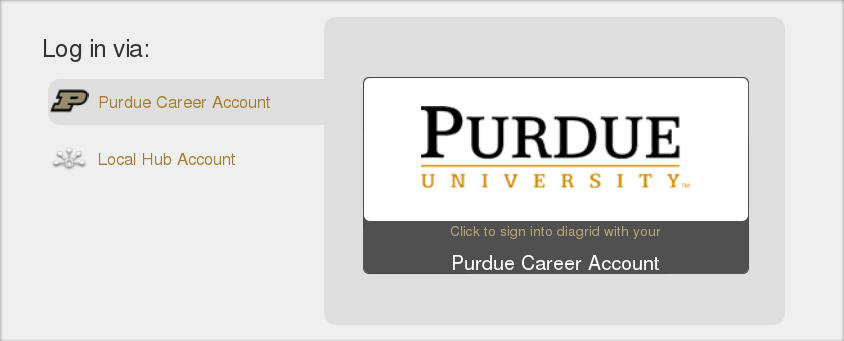 Log in via:
Purdue Career Account
Local Hub Account
PURDUE
UNIVERSITY™
Click to sign into diagrid with your
Purdue Career Account